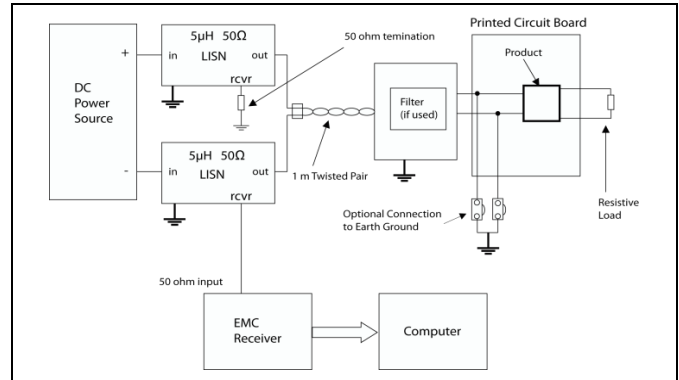 Printed Circuit Board
5µH 50Ω
LISN
in
out
rcvr
50 ohm temination
Product
+
DC
Power
Source
-
Filter
(if used)
5µH 50Ω
LISN
in
out
rcvr
1 m Twisted Pair
Optional Connection
to Earth Ground
Resistive
Load
50 ohm input
EMC
Receiver
Computer